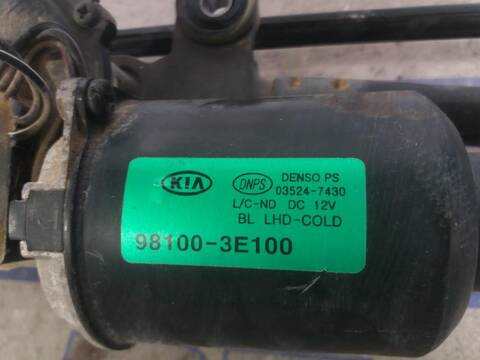 KIA DNPS DENSO PS
03524-7430
L/C-ND DC 12V
BL LHD-COLD
98100-3E100